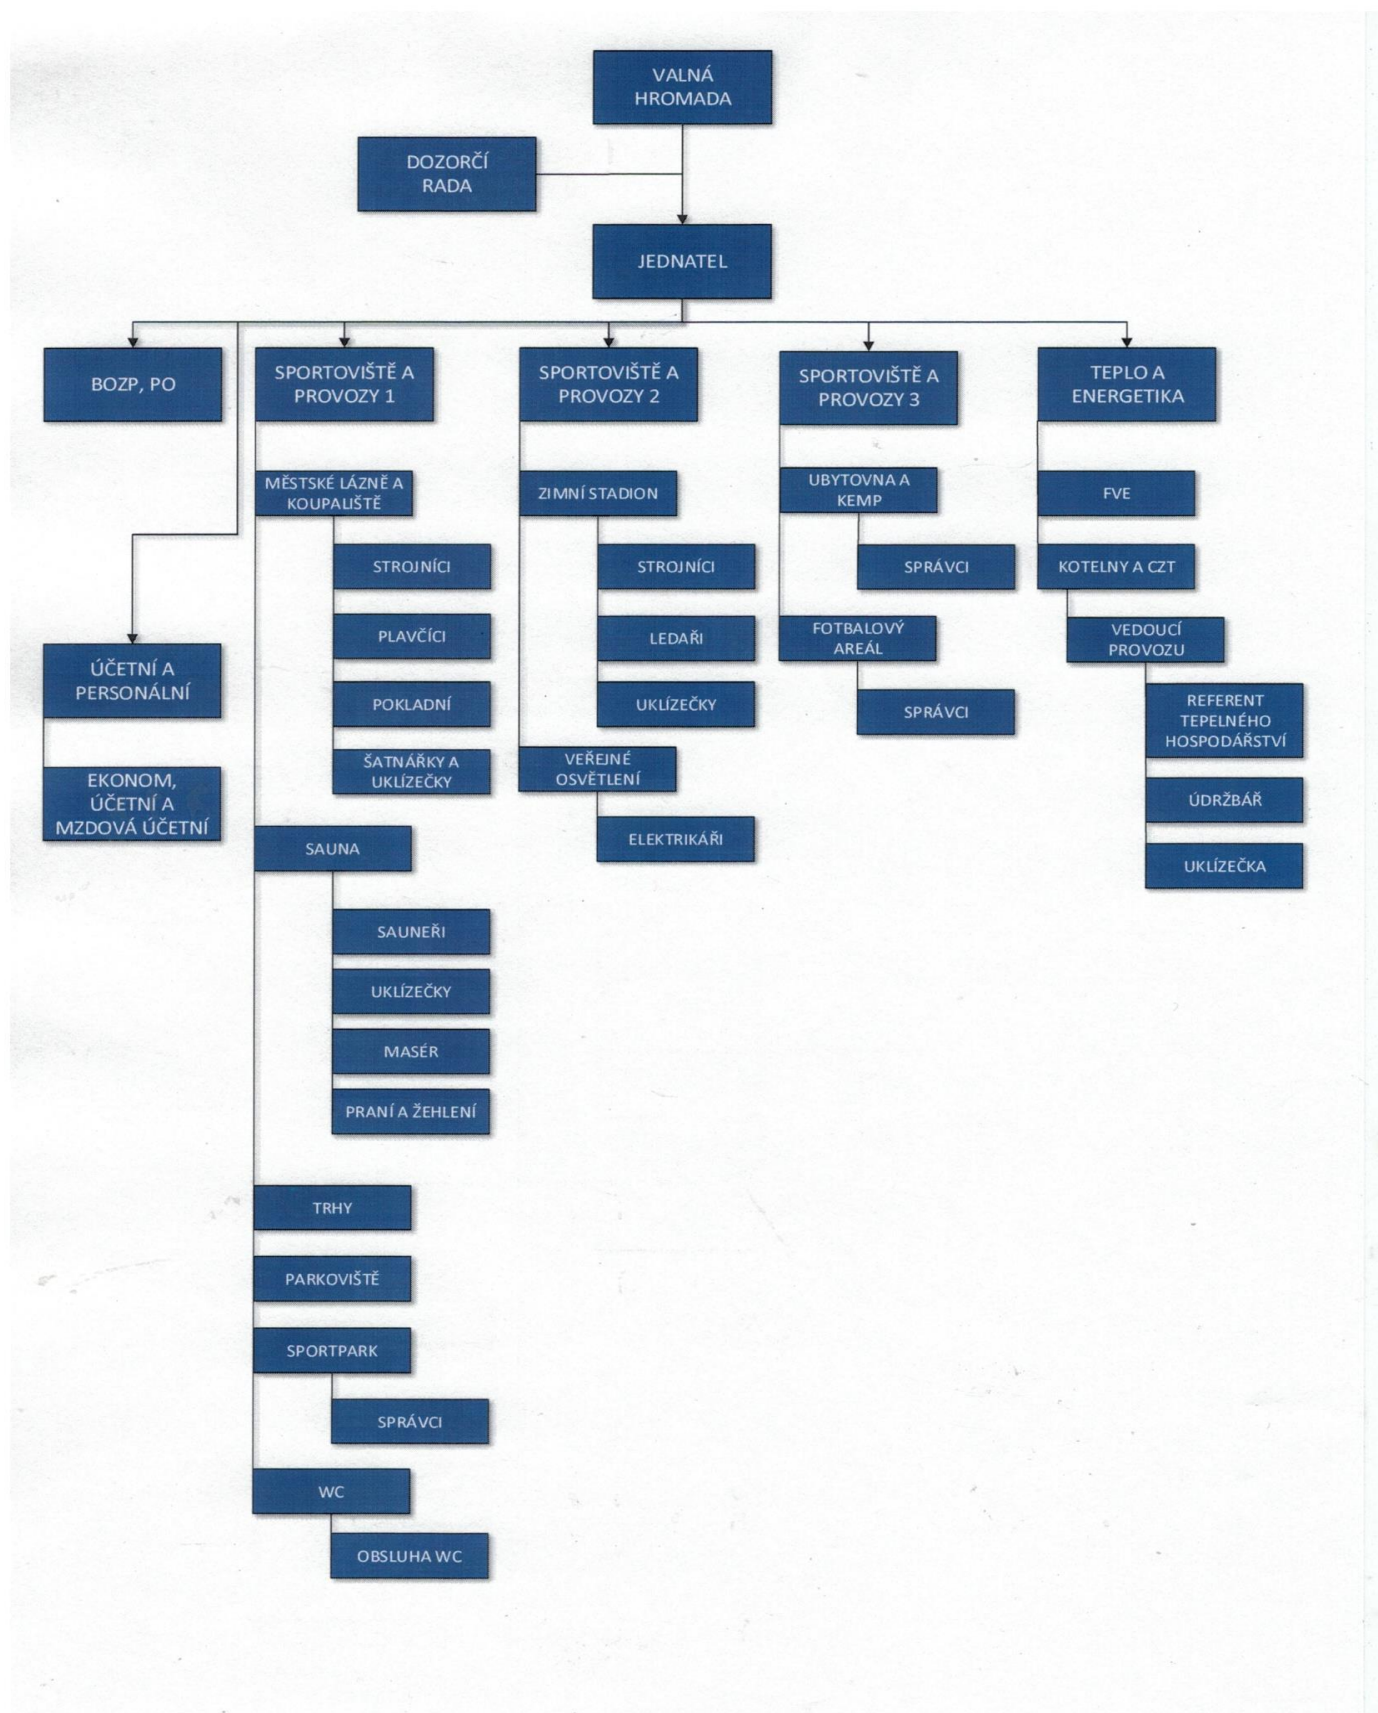 VALNÁ
HROMADA
DOZORČÍ
RADA
JEDNATEL
BOZP, PO
SPORTOVIŠTĚ A
PROVOZY 1
SPORTOVIŠTĚ A
PROVOZY 2
SPORTOVIŠTĚ A
PROVOZY 3
TEPLO A
ENERGETIKA
ÚČETNÍ A
PERSONÁLNÍ
EKONOM,
ÚČETNÍ A
MZDOVÁ ÚČETNÍ
MĚSTSKÉ LÁZNĚ A
KOUPALIŠTĚ
STROJNÍCI
PLAVČÍCI
POKLADNÍ
ŠATNÁŘKY A
UKLÍZEČKY
SAUNA
SAUNEŘI
UKLÍZEČKY
MASÉR
PRANÍ A ŽEHLENÍ
TRHY
PARKOVIŠTĚ
SPORTPARK
SPRÁVCI
WC
OBSLUHA WC
ZIMNÍ STADION
STROJNÍCI
LEDAŘI
UKLÍZEČKY
VEŘEJNÉ
OSVĚTLENÍ
ELEKTRIKÁŘI
UBYTOVNA A
KEMP
SPRÁVCI
FOTBALOVÝ
AREÁL
SPRÁVCI
FVE
KOTELNY A CZT
VEDOUCÍ
PROVOZU
REFERENT
TEPELNÉHO
HOSPODÁŘSTVÍ
ÚDRŽBÁŘ
UKLÍZEČKA